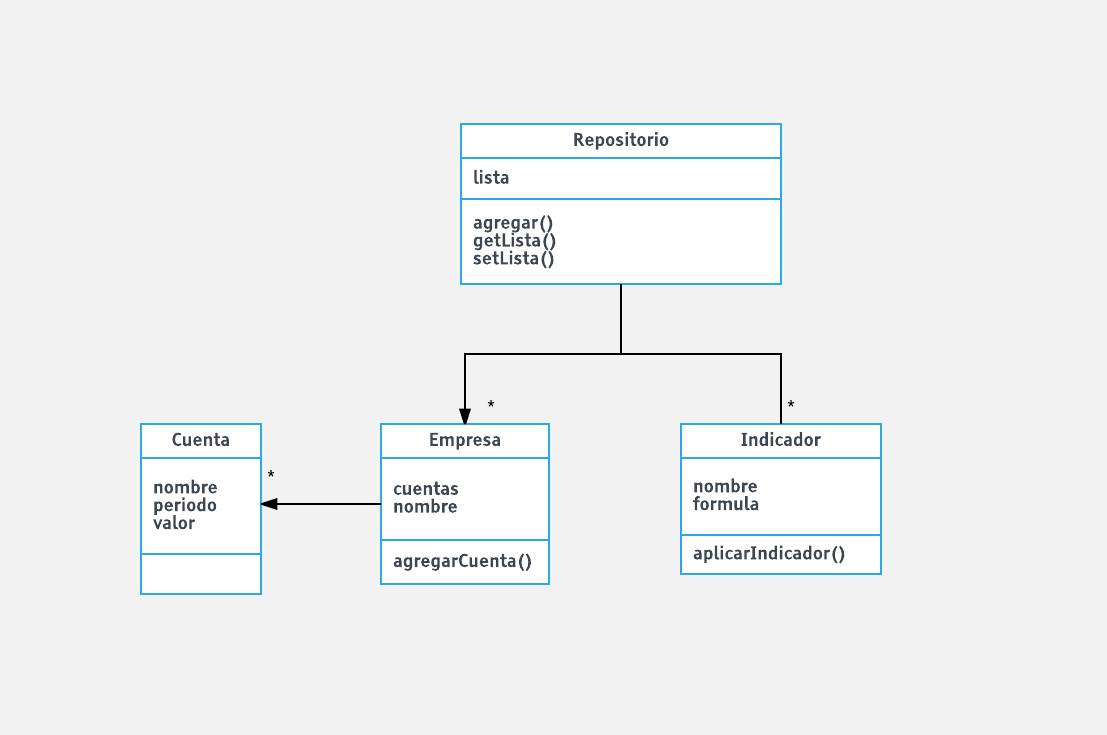 Repositorio
lista
agregar()
getLista()
setLista()
*
*
Cuenta
*
nombre
periodo
valor
Empresa
cuentas
nombre
agregarCuenta()
Indicador
nombre
formula
aplicarIndicador()